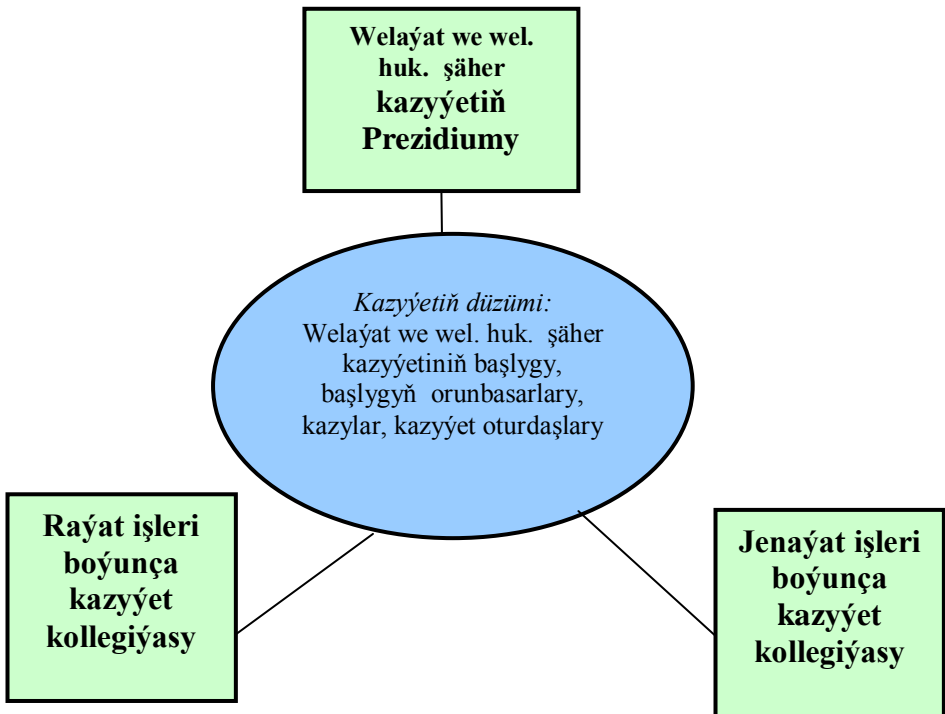 Welaýat we wel.
huk. şäher
kazyýetiň
Prezidiumy
Kazyýetiň düzümi:
Welaýat we wel. huk. şäher
kazyýetiniň başlygy,
başlygyň orunbasarlary,
kazylar, kazyýet oturdaşlary
Raýat işleri
boýunça
kazyýet
kollegiýasy
Jenaýat işleri
boýunça
kazyýet
kollegiýasy